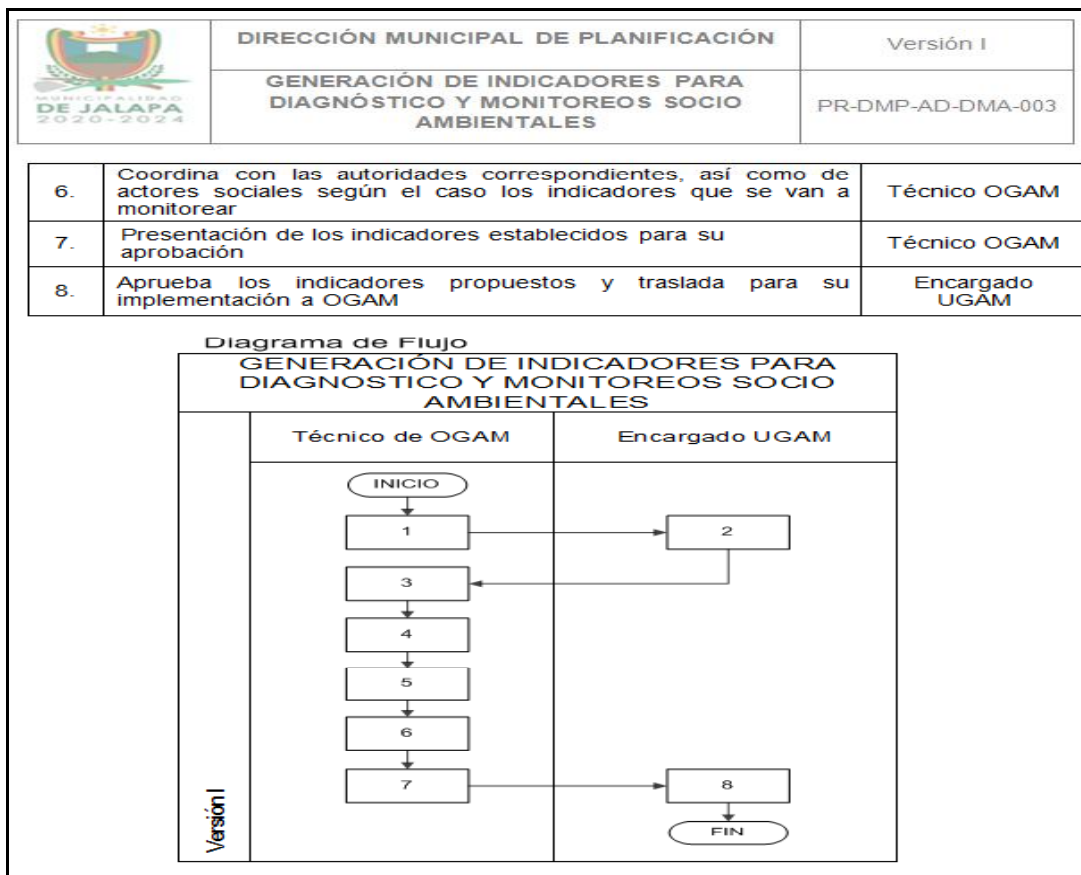 MUNICIPALIDAD
DE JALAPA
2020-2024
DIRECCIÓN MUNICIPAL DE PLANIFICACIÓN
Versión I
GENERACIÓN DE INDICADORES PARA
DIAGNÓSTICO Y MONITOREOS SOCIO
AMBIENTALES
PR-DMP-AD-DMA-003
6.
Coordina con las autoridades correspondientes, así como de
actores sociales según el caso los indicadores que se van a
monitorear
Técnico OGAM
7.
Presentación de los indicadores establecidos para su
aprobación
Técnico OGAM
8.
Aprueba los indicadores propuestos y traslada para su
implementación a OGAM
Encargado
UGAM
Diagrama de Flujo
GENERACIÓN DE INDICADORES PARA
DIAGNOSTICO Y MONITOREOS SOCIO
AMBIENTALES
Técnico de OGAM
Encargado UGAM
INICIO
1
2
3
4
5
6
7
8
FIN
Versión I